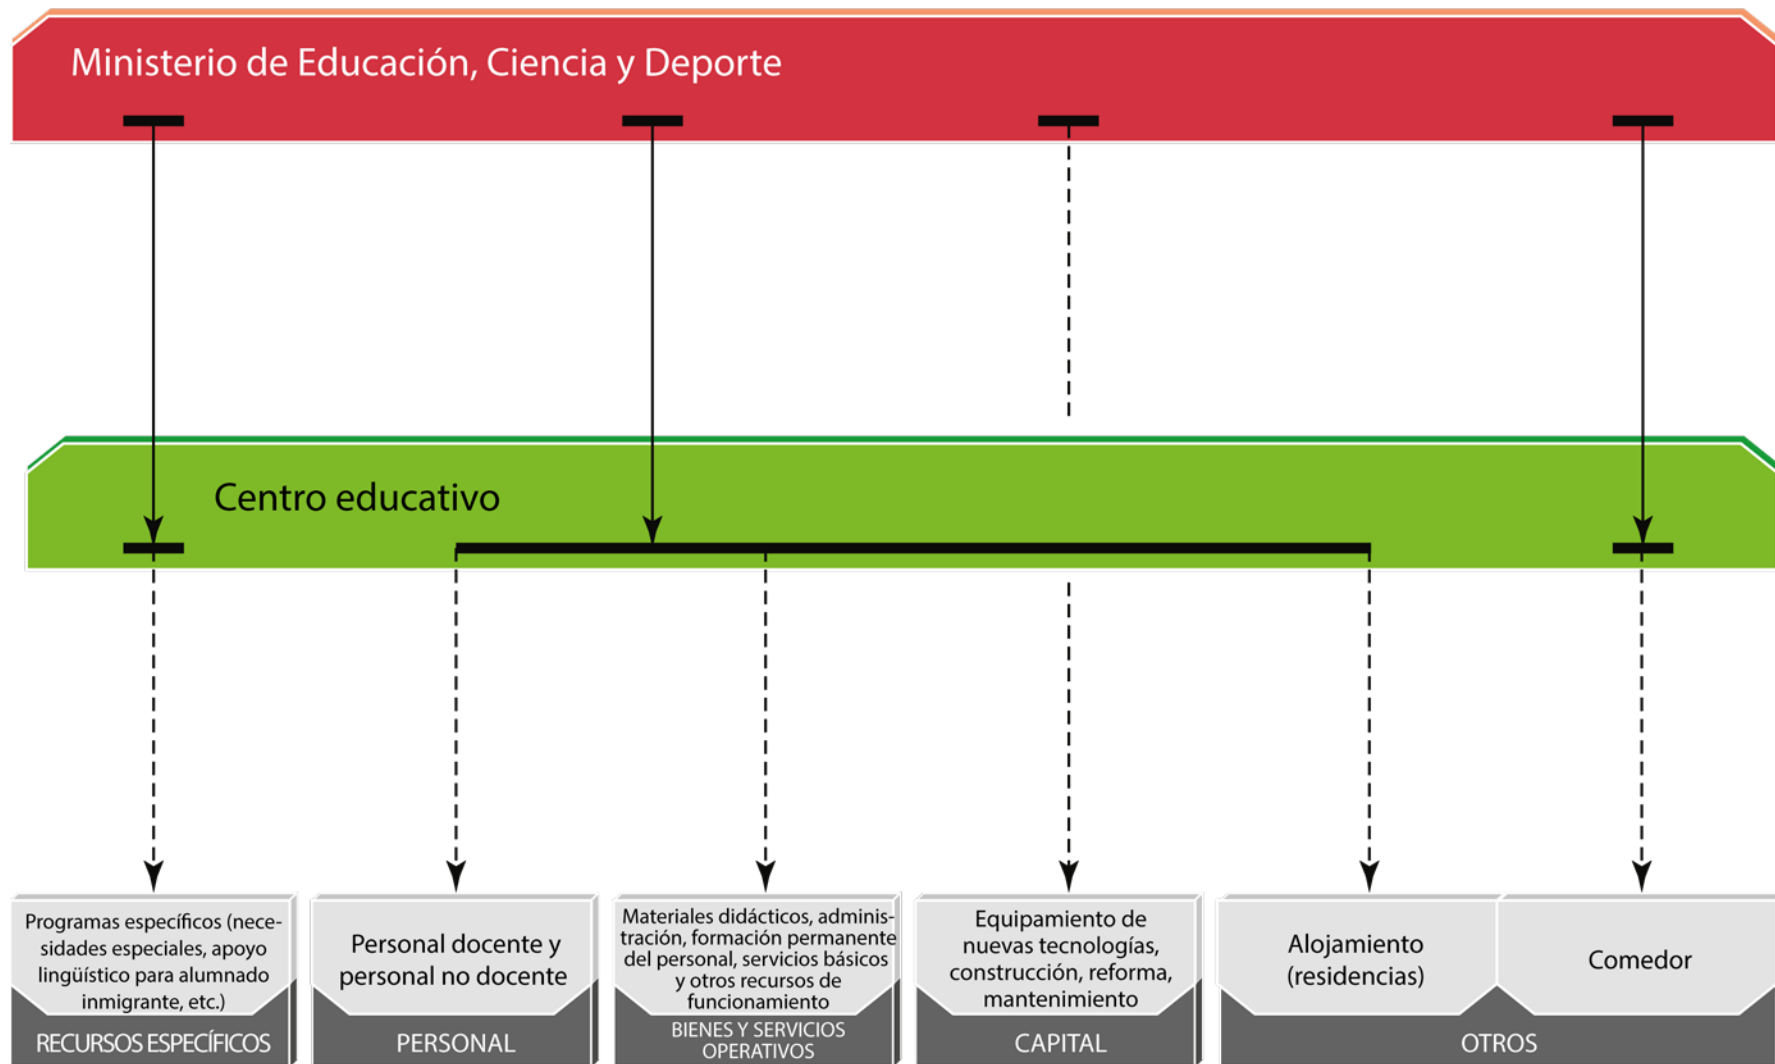 Ministerio de Educación, Ciencia y Deporte
Centro educativo
Programas específicos (nece-
sidades especiales, apoyo
lingüístico para alumnado
inmigrante, etc.)
RECURSOS ESPECÍFICOS
Personal docente y
personal no docente
PERSONAL
Materiales didácticos, adminis-
tración, formación permanente
del personal, servicios básicos
y otros recursos de
funcionamiento
BIENES Y SERVICIOS
OPERATIVOS
Equipamiento de
nuevas tecnologías,
construcción, reforma,
mantenimiento
CAPITAL
Alojamiento
(residencias)
Comedor
OTROS